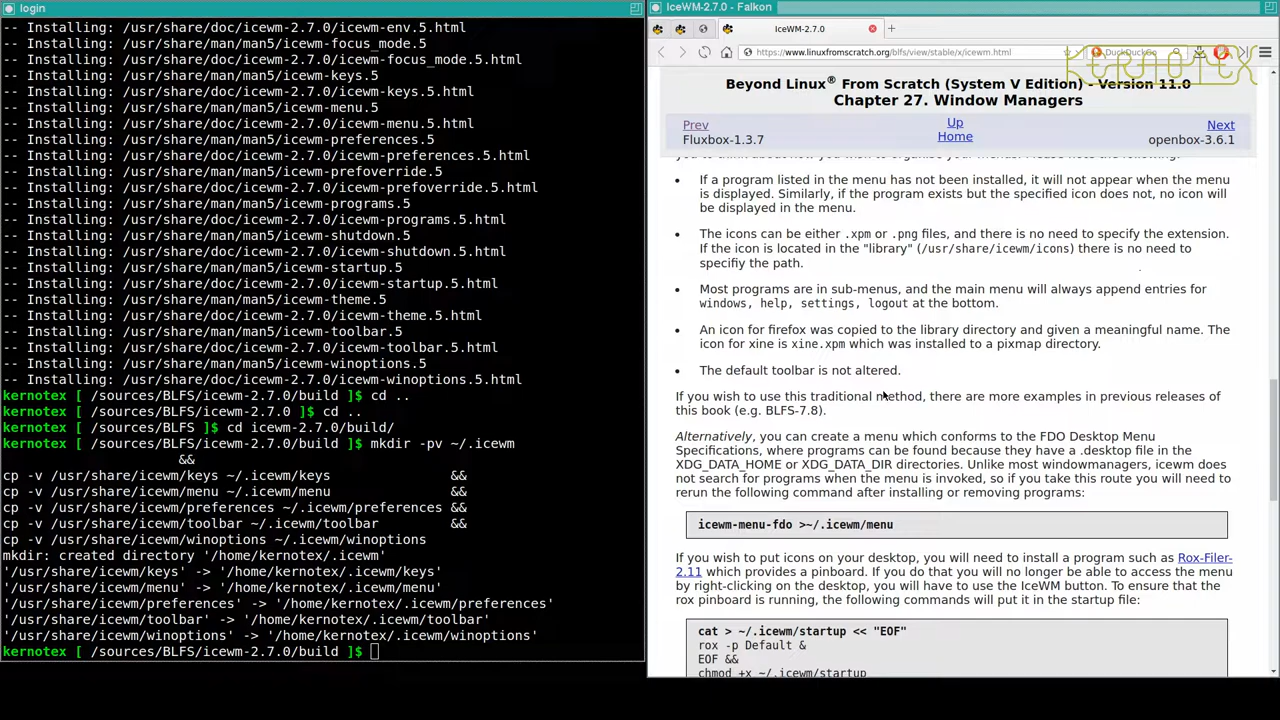 login
-- Installing: /usr/share/doc/icewm-2.7.0/icewm-env.5.html
-- Installing: /usr/share/man/man5/icewm-focus_mode.5
-- Installing: /usr/share/doc/icewm-2.7.0/icewm-focus_mode.5.html
-- Installing: /usr/share/man/man5/icewm-keys.5
-- Installing: /usr/share/doc/icewm-2.7.0/icewm-keys.5.html
-- Installing: /usr/share/man/man5/icewm-menu.5
-- Installing: /usr/share/doc/icewm-2.7.0/icewm-menu.5.html
-- Installing: /usr/share/man/man5/icewm-preferences.5
-- Installing: /usr/share/doc/icewm-2.7.0/icewm-preferences.5.html
-- Installing: /usr/share/man/man5/icewm-prefoverride.5
-- Installing: /usr/share/doc/icewm-2.7.0/icewm-prefoverride.5.html
-- Installing: /usr/share/man/man5/icewm-programs.5
-- Installing: /usr/share/doc/icewm-2.7.0/icewm-programs.5.html
-- Installing: /usr/share/man/man5/icewm-shutdown.5
-- Installing: /usr/share/doc/icewm-2.7.0/icewm-shutdown.5.html
-- Installing: /usr/share/man/man5/icewm-startup.5
-- Installing: /usr/share/doc/icewm-2.7.0/icewm-startup.5.html
-- Installing: /usr/share/man/man5/icewm-theme.5
-- Installing: /usr/share/doc/icewm-2.7.0/icewm-theme.5.html
-- Installing: /usr/share/man/man5/icewm-toolbar.5
-- Installing: /usr/share/doc/icewm-2.7.0/icewm-toolbar.5.html
-- Installing: /usr/share/man/man5/icewm-winoptions.5
-- Installing: /usr/share/doc/icewm-2.7.0/icewm-winoptions.5.html
kernotex [ /sources/BLFS/icewm-2.7.0/build ]$ cd ..
kernotex [ /sources/BLFS/icewm-2.7.0 ]$ cd ..
kernotex [ /sources/BLFS ]$ cd icewm-2.7.0/build/
kernotex [ /sources/BLFS/icewm-2.7.0/build ]$ mkdir -pv ~/.icewm
&&
cp -v /usr/share/icewm/keys ~/.icewm/keys &&
cp -v /usr/share/icewm/menu ~/.icewm/menu &&
cp -v /usr/share/icewm/preferences ~/.icewm/preferences &&
cp -v /usr/share/icewm/toolbar ~/.icewm/toolbar &&
cp -v /usr/share/icewm/winoptions ~/.icewm/winoptions
mkdir: created directory '/home/kernotex/.icewm'
'/usr/share/icewm/keys' -> '/home/kernotex/.icewm/keys'
'/usr/share/icewm/menu' -> '/home/kernotex/.icewm/menu'
'/usr/share/icewm/preferences' -> '/home/kernotex/.icewm/preferences'
'/usr/share/icewm/toolbar' -> '/home/kernotex/.icewm/toolbar'
'/usr/share/icewm/winoptions' -> '/home/kernotex/.icewm/winoptions'
kernotex [ /sources/BLFS/icewm-2.7.0/build ]$
IceWM-2.7.0 - Falkon
IceWM-2.7.0
https://www.linuxfromscratch.org/blfs/view/stable/x/icewm.html
DuckDuckGo
KERNOTEX
Beyond Linux® From Scratch (System V Edition) - Version 11.0
Chapter 27. Window Managers
Prev
Up
Next
Fluxbox-1.3.7
Home
openbox-3.6.1
you to think about how you wish to organise your menus. Please note the following:
• If a program listed in the menu has not been installed, it will not appear when the menu
is displayed. Similarly, if the program exists but the specified icon does not, no icon will
be displayed in the menu.
• The icons can be either .xpm or .png files, and there is no need to specify the extension.
If the icon is located in the "library" (/usr/share/icewm/icons) there is no need to
specifiy the path.
• Most programs are in sub-menus, and the main menu will always append entries for
windows, help, settings, logout at the bottom.
• An icon for firefox was copied to the library directory and given a meaningful name. The
icon for xine is xine.xpm which was installed to a pixmap directory.
• The default toolbar is not altered.
If you wish to use this traditional method, there are more examples in previous releases of
this book (e.g. BLFS-7.8).
Alternatively, you can create a menu which conforms to the FDO Desktop Menu
Specifications, where programs can be found because they have a .desktop file in the
XDG_DATA_HOME or XDG_DATA_DIR directories. Unlike most windowmanagers, icewm does
not search for programs when the menu is invoked, so if you take this route you will need to
rerun the following command after installing or removing programs:
icewm-menu-fdo >~/.icewm/menu
If you wish to put icons on your desktop, you will need to install a program such as Rox-Filer-
2.11 which provides a pinboard. If you do that you will no longer be able to access the menu
by right-clicking on the desktop, you will have to use the IceWM button. To ensure that the
rox pinboard is running, the following commands will put it in the startup file:
cat > ~/.icewm/startup << "EOF"
rox -p Default &
EOF &&
chmod +x ~/.icewm/startup